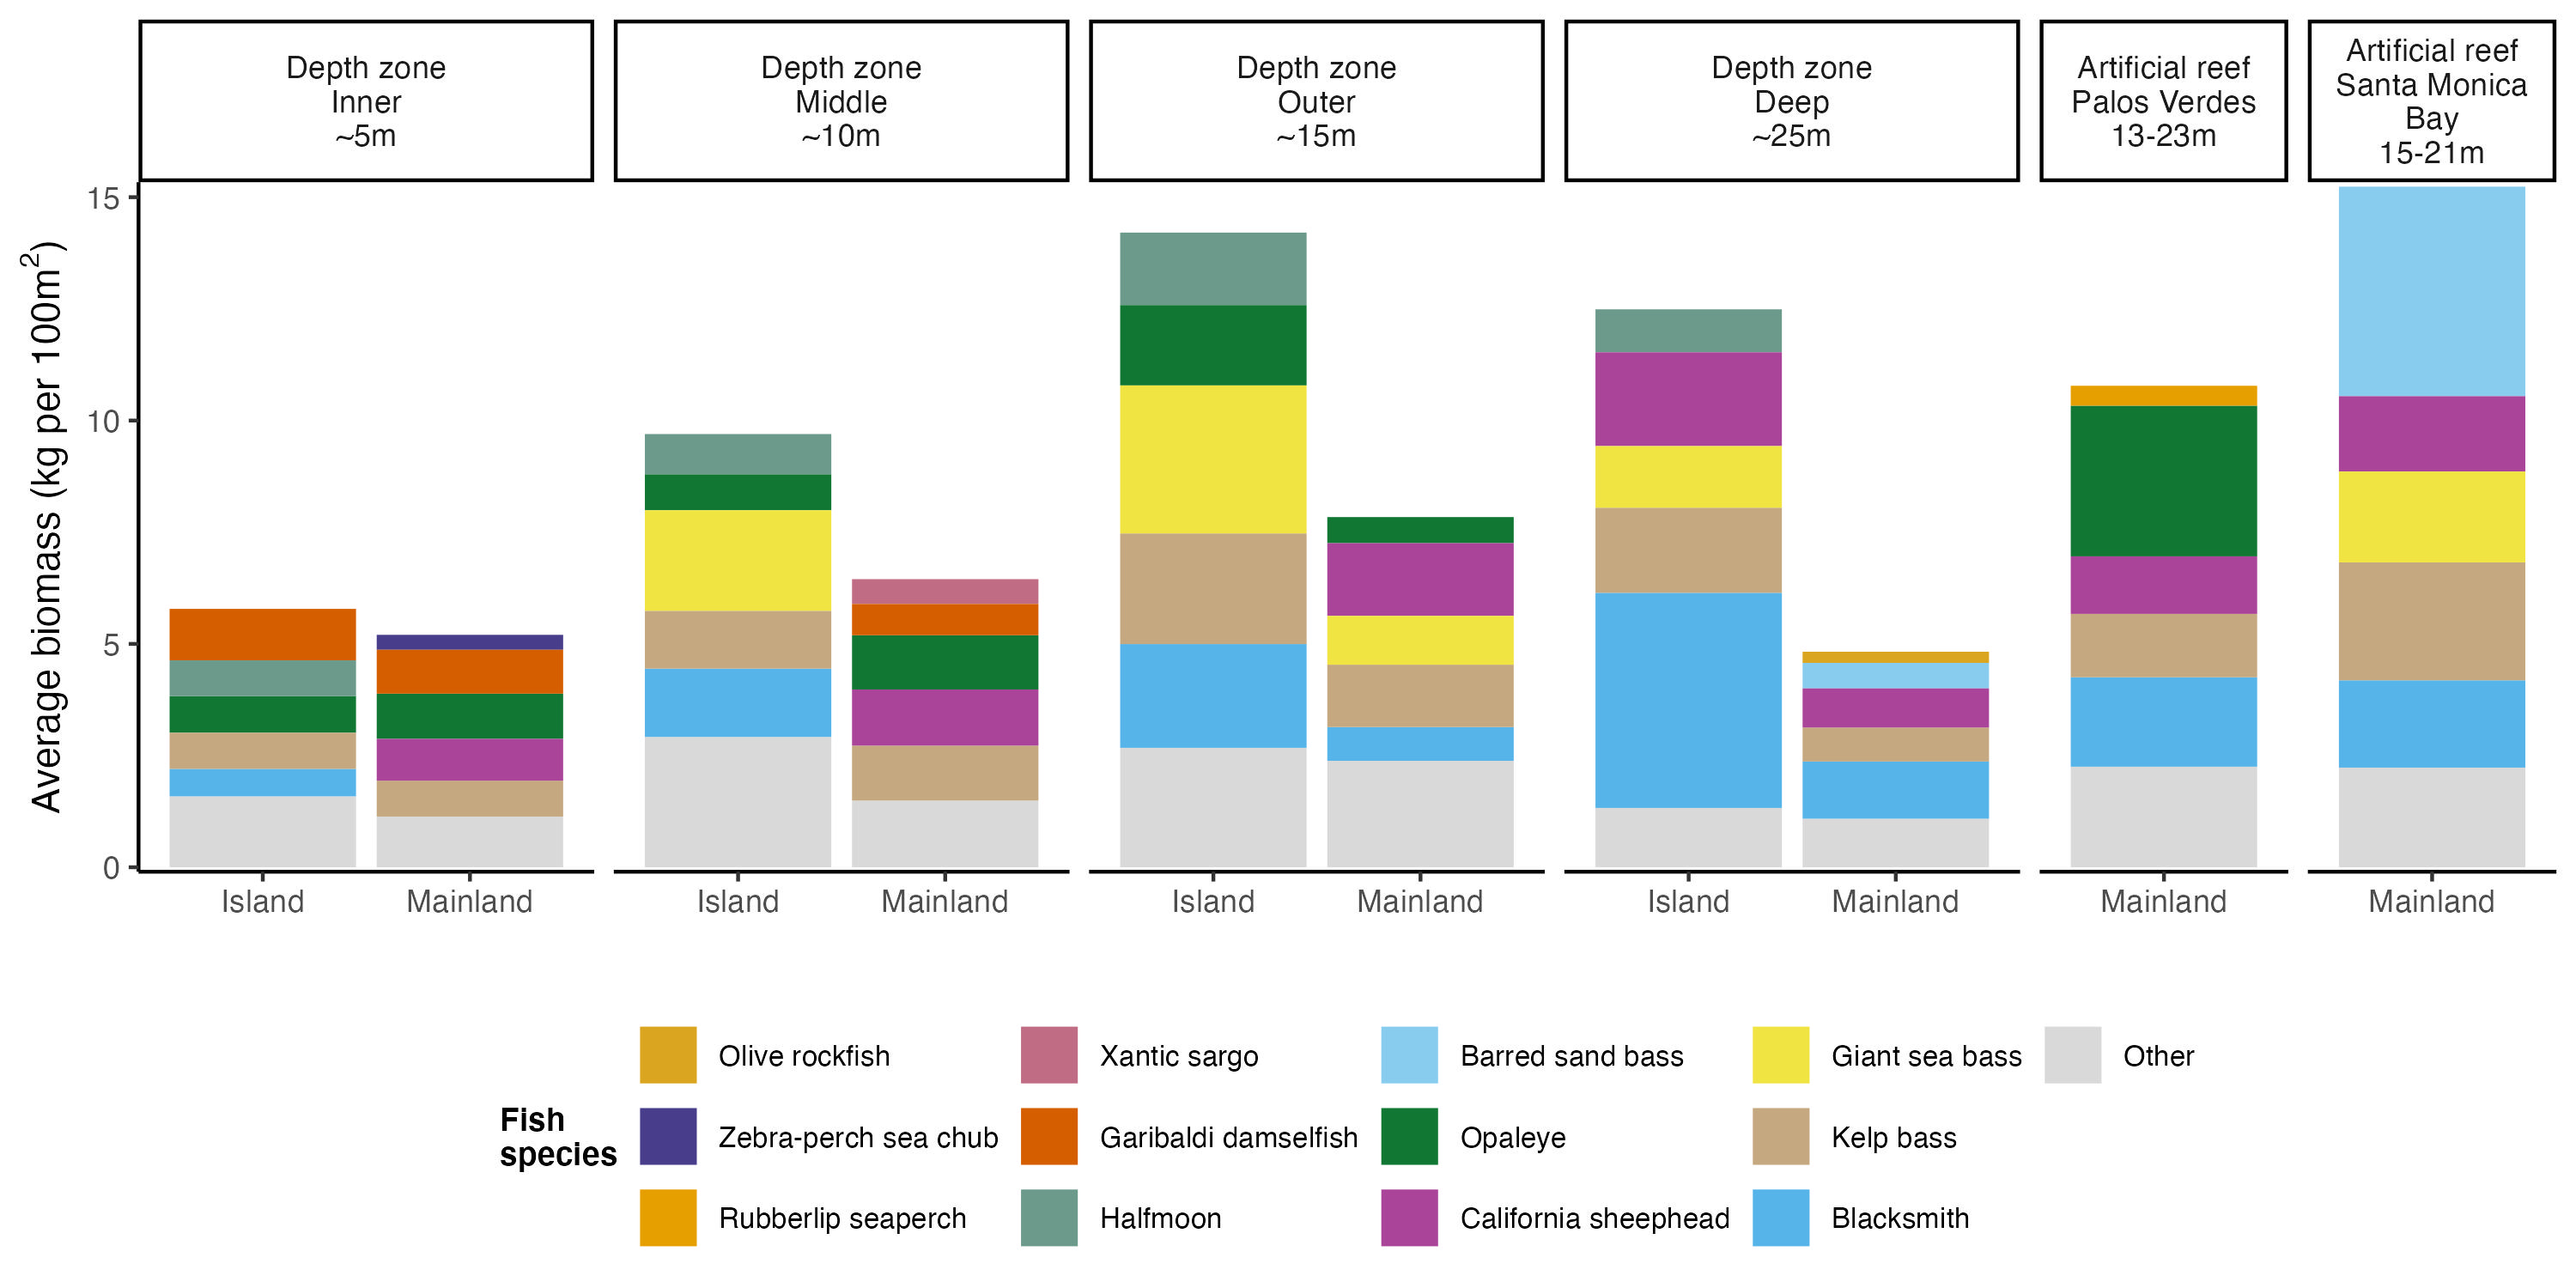 Depth zone
Inner
~5m
Depth zone
Middle
~10m
Depth zone
Outer
~15m
Depth zone
Deep
~25m
Artificial reef
Palos Verdes
13-23m
Artificial reef
Santa Monica
Bay
15-21m
Average biomass (kg per 100m²)
15
10
5
0
Island
Mainland
Island
Mainland
Island
Mainland
Island
Mainland
Mainland
Mainland
Fish
species
Olive rockfish
Zebra-perch sea chub
Rubberlip seaperch
Xantic sargo
Garibaldi damselfish
Halfmoon
Barred sand bass
Opaleye
California sheephead
Giant sea bass
Kelp bass
Blacksmith
Other